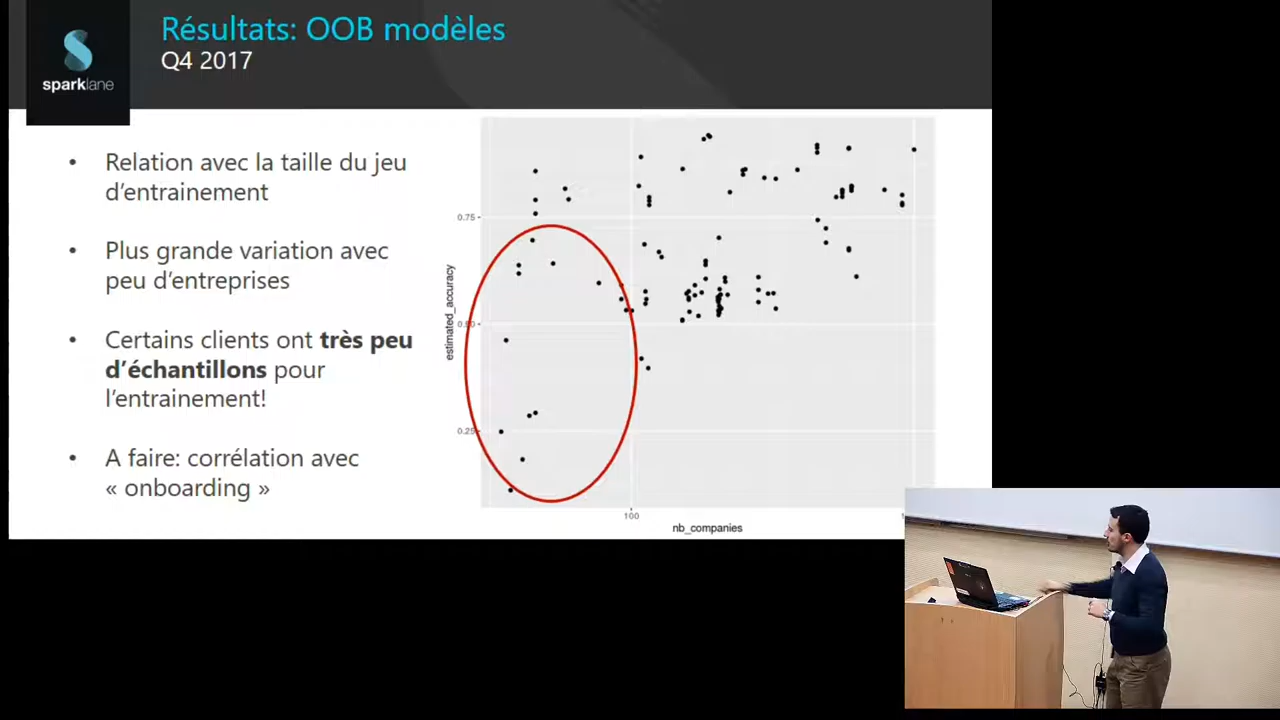 Résultats: OOB modèles
Q4 2017
sparklane
• Relation avec la taille du jeu
d’entrainement
• Plus grande variation avec
peu d’entreprises
• Certains clients ont très peu
d’échantillons pour
l’entrainement!
• A faire: corrélation avec
« onboarding »
estimated_accuracy
0.75
0.50
0.25
100
nb_companies